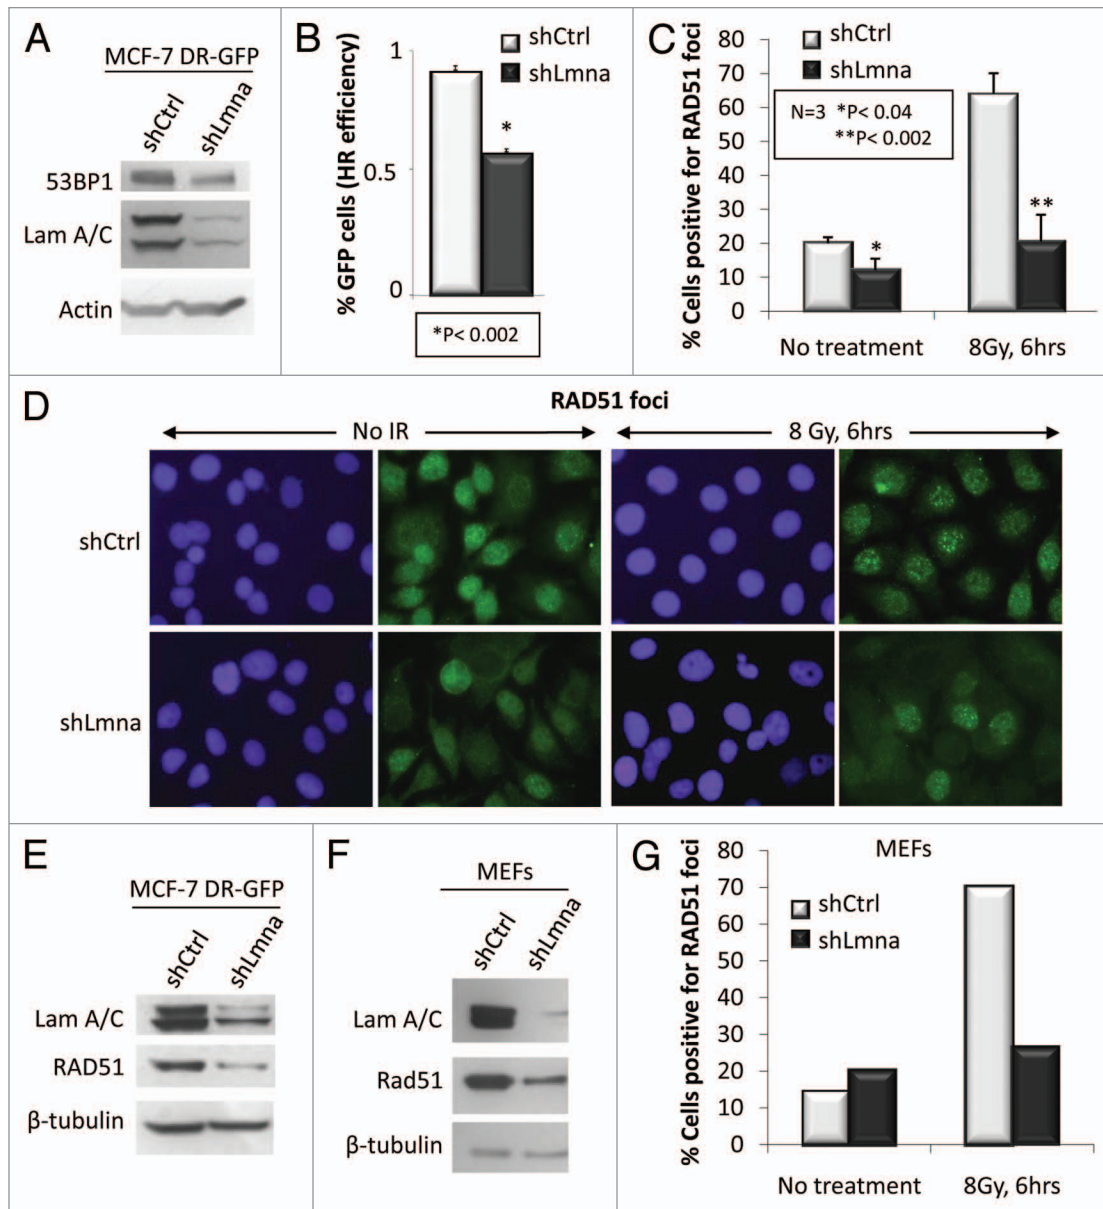 A
MCF-7 DR-GFP
shCtrl
shLmna
53BP1
Lam A/C
Actin
B
% GFP cells (HR efficiency)
1
0.5
0
shCtrl
shLmna
*
*P< 0.002
C
% Cells positive for RAD51 foci
80
70
60
50
40
30
20
10
0
shCtrl
shLmna
N=3 *P< 0.04
**P< 0.002
*
**
No treatment
8Gy, 6hrs
D
RAD51 foci
No IR
8 Gy, 6hrs
shCtrl
shLmna
E
MCF-7 DR-GFP
shCtrl
shLmna
Lam A/C
RAD51
β-tubulin
F
MEFs
shCtrl
shLmna
Lam A/C
Rad51
β-tubulin
G
MEFs
% Cells positive for RAD51 foci
80
70
60
50
40
30
20
10
0
shCtrl
shLmna
No treatment
8Gy, 6hrs